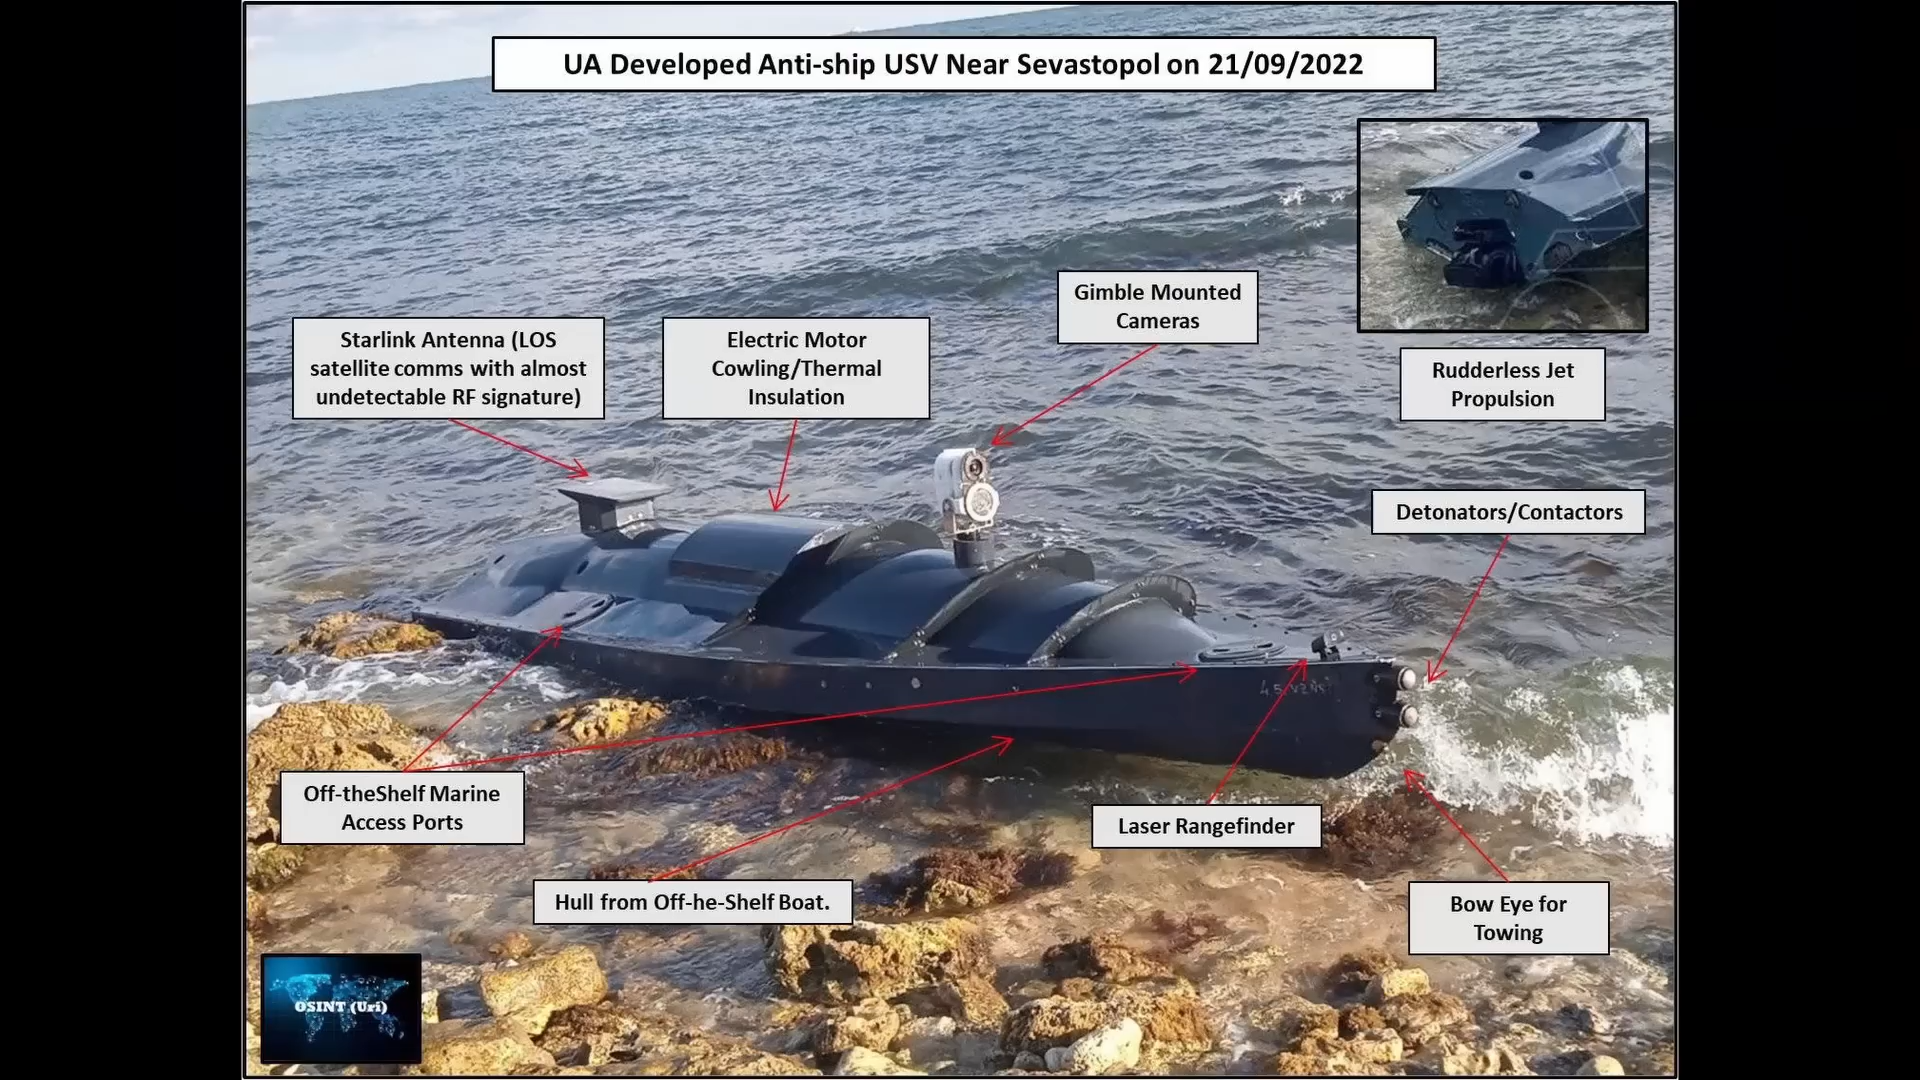 UA Developed Anti-ship USV Near Sevastopol on 21/09/2022
Gimble Mounted
Cameras
Starlink Antenna (LOS
satellite comms with almost
undetectable RF signature)
Electric Motor
Cowling/Thermal
Insulation
Rudderless Jet
Propulsion
Detonators/Contactors
Off-theShelf Marine
Access Ports
Laser Rangefinder
Hull from Off-he-Shelf Boat.
Bow Eye for
Towing
OSINT (Uri)